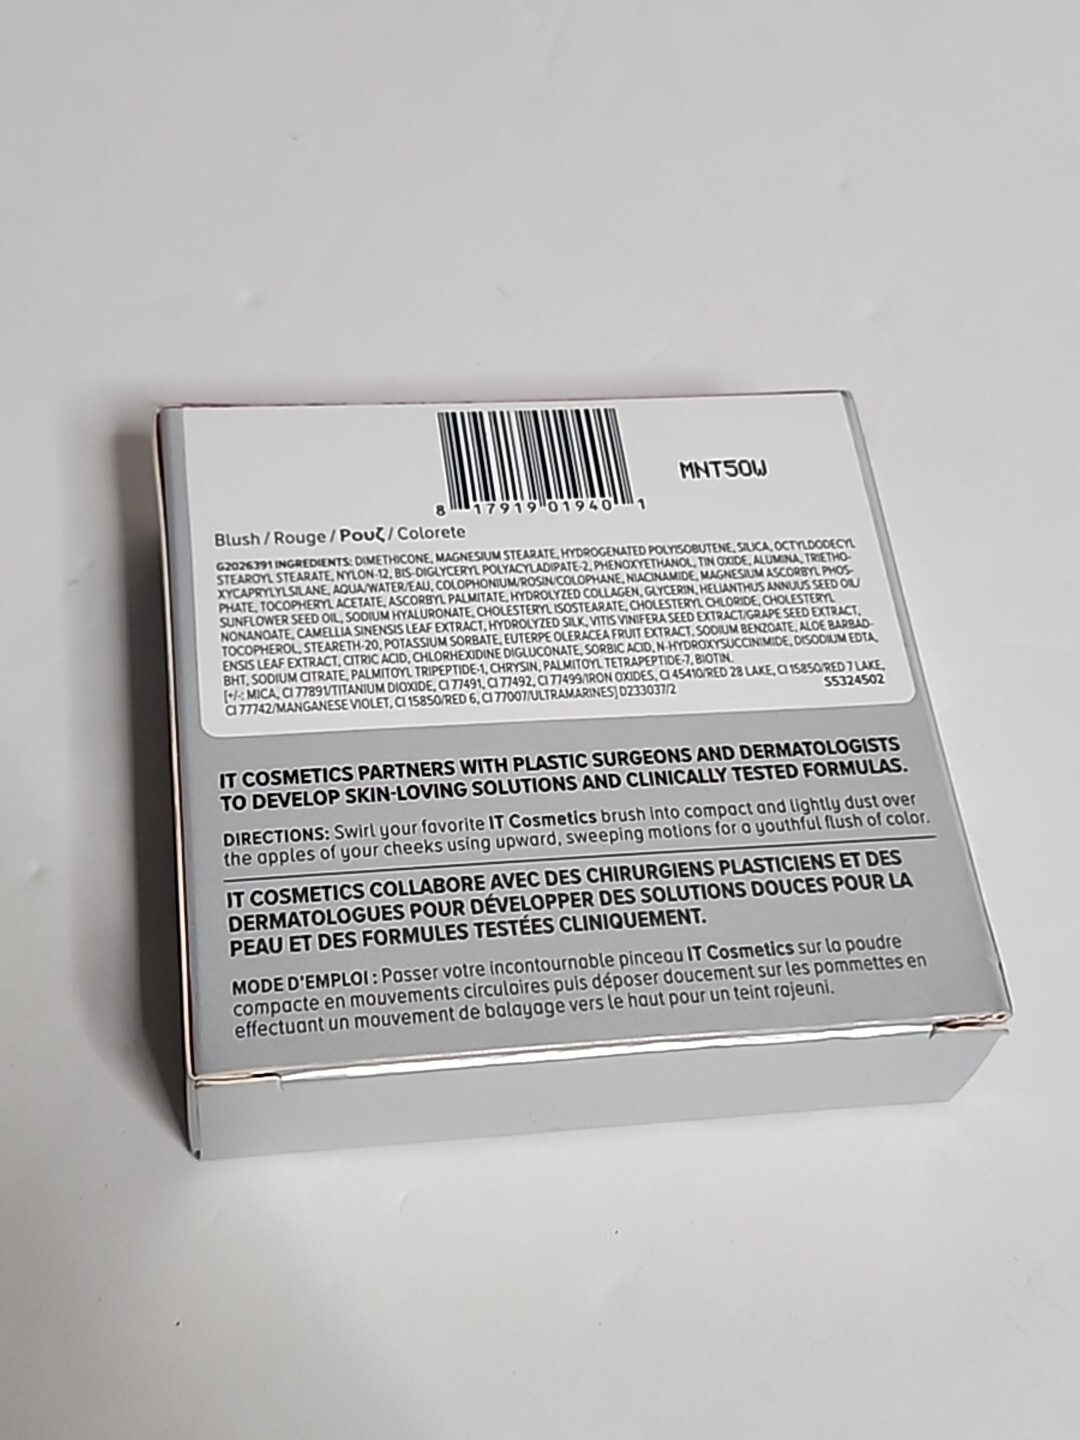 8 17919 01940 1
MNT50W
Blush / Rouge / Ρουζ / Colorete
G2026391 INGREDIENTS: DIMETHICONE, MAGNESIUM STEARATE, HYDROGENATED POLYISOBUTENE, SILICA, OCTYLDODECYL
STEAROYL STEARATE, NYLON-12, BIS-DIGLYCERYL POLYACYLADIPATE-2, PHENOXYETHANOL, TIN OXIDE, ALUMINA, TRIETHO-
XYCAPRYLYLSILANE, AQUA/WATER/EAU, COLOPHONIUM/ROSIN/COLOPHANE, NIACINAMIDE, MAGNESIUM ASCORBYL PHOS-
PHATE, TOCOPHERYL ACETATE, ASCORBYL PALMITATE, HYDROLYZED COLLAGEN, GLYCERIN, HELIANTHUS ANNUUS SEED OIL/
SUNFLOWER SEED OIL, SODIUM HYALURONATE, CHOLESTERYL ISOSTEARATE, CHOLESTERYL CHLORIDE, CHOLESTERYL
NONANOATE, CAMELLIA SINENSIS LEAF EXTRACT, HYDROLYZED SILK, VITIS VINIFERA SEED EXTRACT/GRAPE SEED EXTRACT,
TOCOPHEROL, STEARETH-20, POTASSIUM SORBATE, EUTERPE OLERACEA FRUIT EXTRACT, SODIUM BENZOATE, ALOE BARBAD-
ENSIS LEAF EXTRACT, CITRIC ACID, CHLORHEXIDINE DIGLUCONATE, SORBIC ACID, N-HYDROXYSUCCINIMIDE, DISODIUM EDTA,
BHT, SODIUM CITRATE, PALMITOYL TRIPEPTIDE-1, CHRYSIN, PALMITOYL TETRAPEPTIDE-7, BIOTIN.
[+/-: MICA, CI 77891/TITANIUM DIOXIDE, CI 77491, CI 77492, CI 77499/IRON OXIDES, CI 45410/RED 28 LAKE, CI 15850/RED 7 LAKE,
CI 77742/MANGANESE VIOLET, CI 15850/RED 6, CI 77007/ULTRAMARINES] D233037/2 55324502
IT COSMETICS PARTNERS WITH PLASTIC SURGEONS AND DERMATOLOGISTS
TO DEVELOP SKIN-LOVING SOLUTIONS AND CLINICALLY TESTED FORMULAS.
DIRECTIONS: Swirl your favorite IT Cosmetics brush into compact and lightly dust over
the apples of your cheeks using upward, sweeping motions for a youthful flush of color.
IT COSMETICS COLLABORE AVEC DES CHIRURGIENS PLASTICIENS ET DES
DERMATOLOGUES POUR DÉVELOPPER DES SOLUTIONS DOUCES POUR LA
PEAU ET DES FORMULES TESTÉES CLINIQUEMENT.
MODE D'EMPLOI : Passer votre incontournable pinceau IT Cosmetics sur la poudre
compacte en mouvements circulaires puis déposer doucement sur les pommettes en
effectuant un mouvement de balayage vers le haut pour un teint rajeuni.